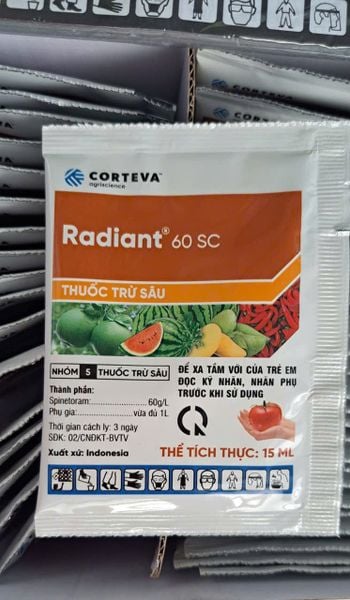 CORTEVA™
agriscience
Radiant® 60 SC
THUỐC TRỪ SÂU
NHÓM 5 THUỐC TRỪ SÂU
Thành phần:
Spinetoram:.....................60g/L
Phụ gia:...................vừa đủ 1L
Thời gian cách ly: 3 ngày
SDK: 02/CNĐKT-BVTV
Xuất xứ: Indonesia
ĐỂ XA TẦM VỚI CỦA TRẺ EM
ĐỌC KỸ NHÃN, NHÃN PHỤ
TRƯỚC KHI SỬ DỤNG
THỂ TÍCH THỰC: 15 ML